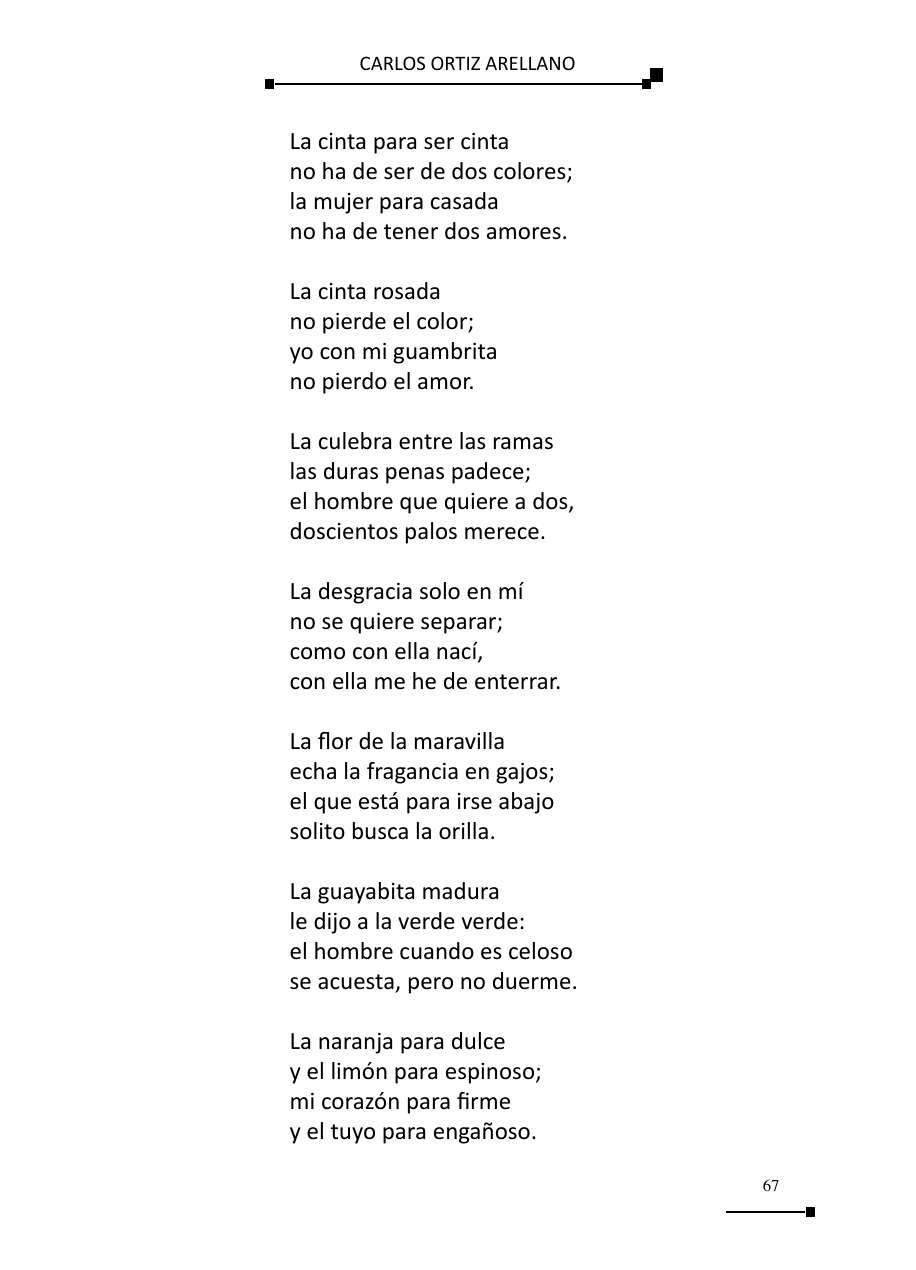 CARLOS ORTIZ ARELLANO
La cinta para ser cinta
no ha de ser de dos colores;
la mujer para casada
no ha de tener dos amores.
La cinta rosada
no pierde el color;
yo con mi guambrita
no pierdo el amor.
La culebra entre las ramas
las duras penas padece;
el hombre que quiere a dos,
doscientos palos merece.
La desgracia solo en mí
no se quiere separar;
como con ella nací,
con ella me he de enterrar.
La flor de la maravilla
echa la fragancia en gajos;
el que está para irse abajo
solito busca la orilla.
La guayabita madura
le dijo a la verde verde:
el hombre cuando es celoso
se acuesta, pero no duerme.
La naranja para dulce
y el limón para espinoso;
mi corazón para firme
y el tuyo para engañoso.
67